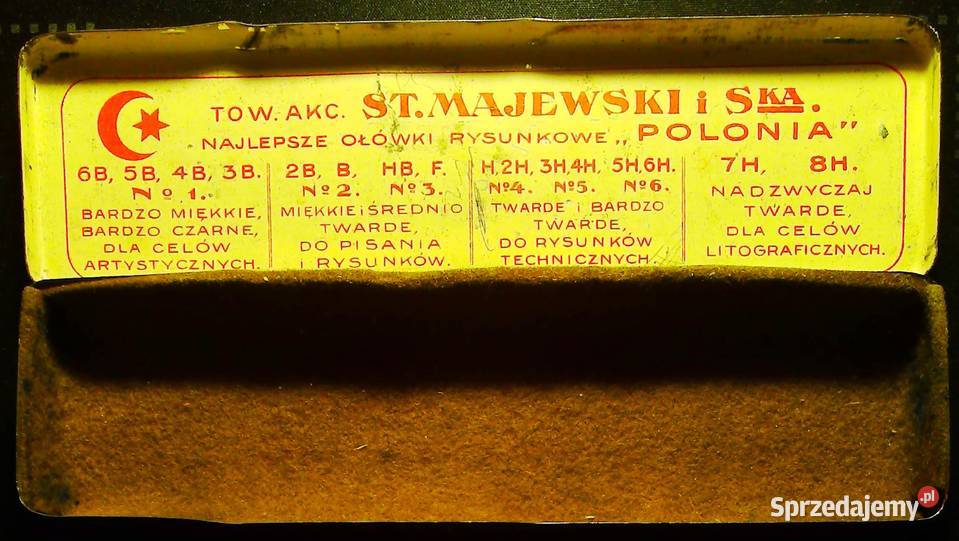 TOW. AKC. ST. MAJEWSKI i SKA.
NAJLEPSZE OŁÓWKI RYSUNKOWE „POLONIA"
6B, 5B, 4B, 3B.
No 1.
BARDZO MIĘKKIE,
BARDZO CZARNE,
DLA CELÓW
ARTYSTYCZNYCH.
2B, B, HB, F.
No 2. No 3.
MIĘKKIE i ŚREDNIO
TWARDE,
DO PISANIA
i RYSUNKÓW.
H, 2H, 3H, 4H, 5H, 6H.
No 4. No 5. No 6.
TWARDE i BARDZO
TWARDE,
DO RYSUNKÓW
TECHNICZNYCH.
7H, 8H.
NADZWYCZAJ
TWARDE,
DLA CELÓW
LITOGRAFICZNYCH.
Sprzedajemy.pl